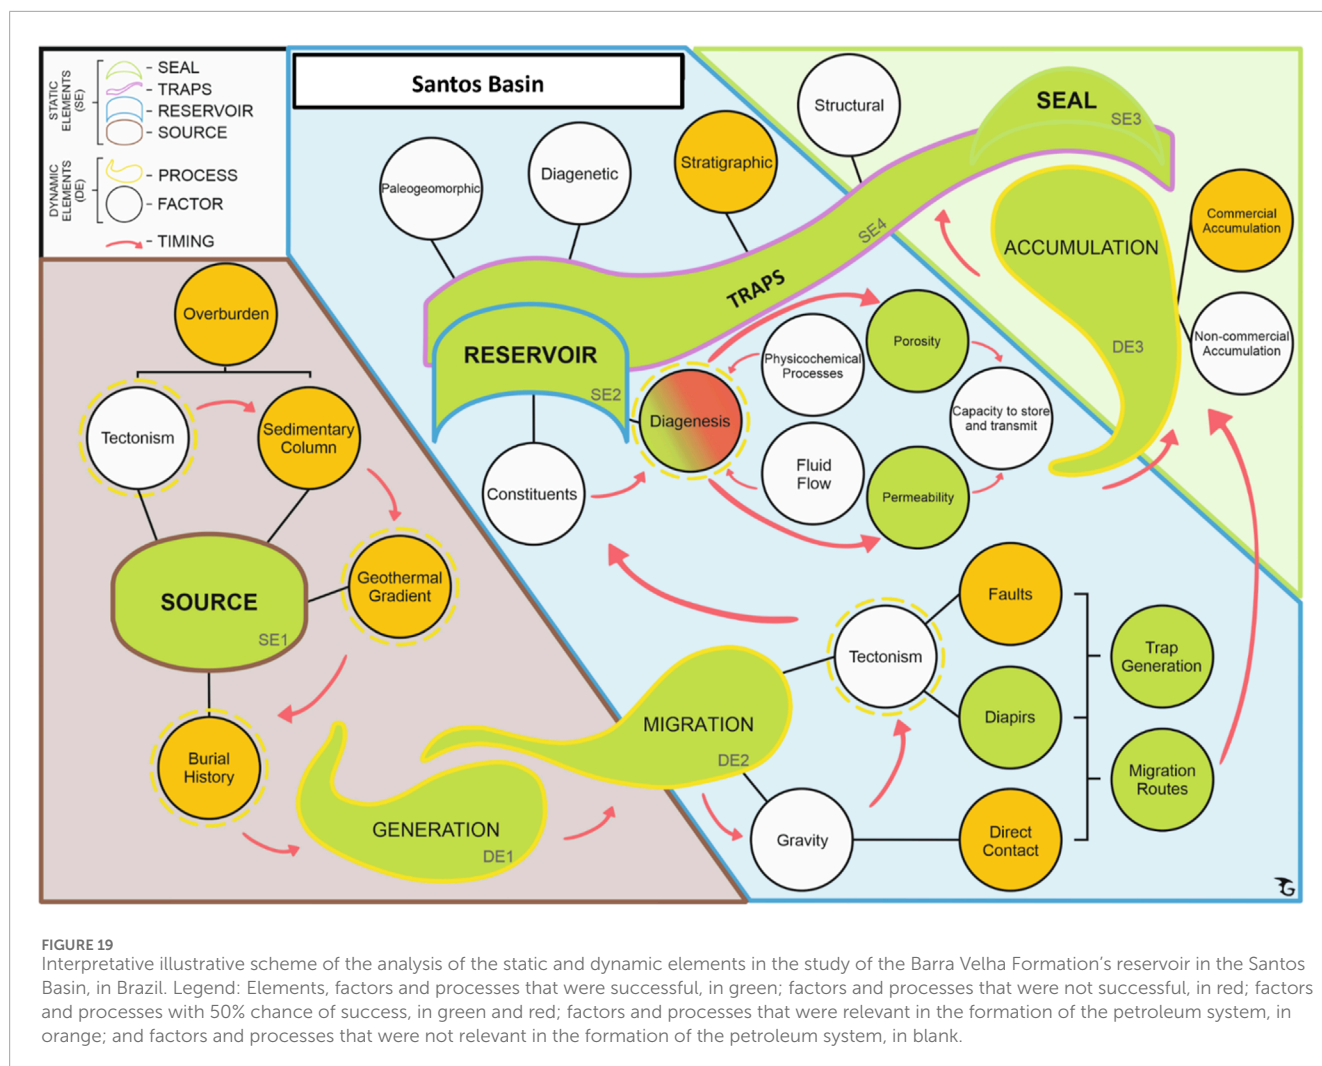 STATIC
ELEMENTS
(SE)
- SEAL
- TRAPS
- RESERVOIR
- SOURCE
DYNAMIC
ELEMENTS
(DE)
- PROCESS
- FACTOR
- TIMING
Santos Basin
Paleogeomorphic
Diagenetic
Stratigraphic
Structural
SEAL
SE3
SE4
TRAPS
ACCUMULATION
DE3
Commercial
Accumulation
Non-commercial
Accumulation
RESERVOIR
SE2
Diagenesis
Constituents
Physicochemical
Processes
Fluid
Flow
Porosity
Permeability
Capacity to store
and transmit
Overburden
Tectonism
Sedimentary
Column
SOURCE
SE1
Geothermal
Gradient
Burial
History
GENERATION
DE1
MIGRATION
DE2
Tectonism
Gravity
Faults
Diapirs
Direct
Contact
Trap
Generation
Migration
Routes
G
FIGURE 19
Interpretative illustrative scheme of the analysis of the static and dynamic elements in the study of the Barra Velha Formation's reservoir in the Santos
Basin, in Brazil. Legend: Elements, factors and processes that were successful, in green; factors and processes that were not successful, in red; factors
and processes with 50% chance of success, in green and red; factors and processes that were relevant in the formation of the petroleum system, in
orange; and factors and processes that were not relevant in the formation of the petroleum system, in blank.